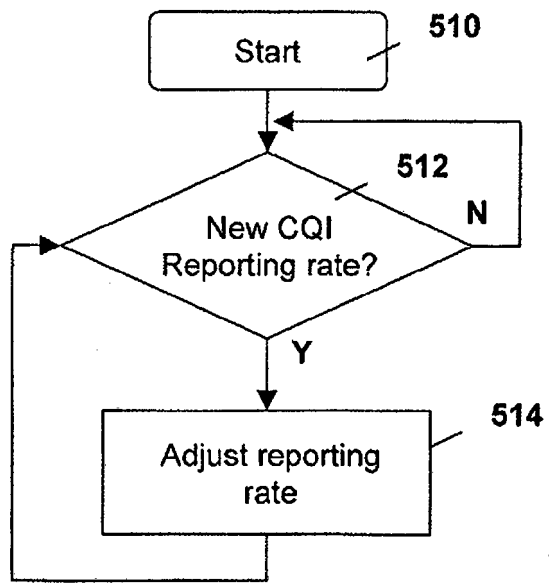 510
Start
512
N
New CQI
Reporting rate?
Y
514
Adjust reporting
rate